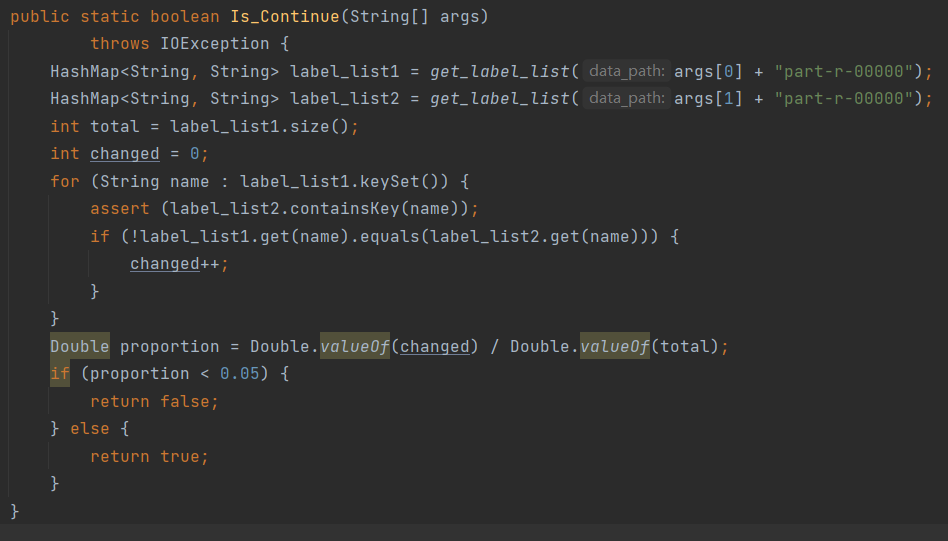 public static boolean Is_Continue(String[] args)
        throws IOException {
    HashMap<String, String> label_list1 = get_label_list( data_path: args[0] + "part-r-00000");
    HashMap<String, String> label_list2 = get_label_list( data_path: args[1] + "part-r-00000");
    int total = label_list1.size();
    int changed = 0;
    for (String name : label_list1.keySet()) {
        assert (label_list2.containsKey(name));
        if (!label_list1.get(name).equals(label_list2.get(name))) {
            changed++;
        }
    }
    Double proportion = Double.valueOf(changed) / Double.valueOf(total);
    if (proportion < 0.05) {
        return false;
    } else {
        return true;
    }
}